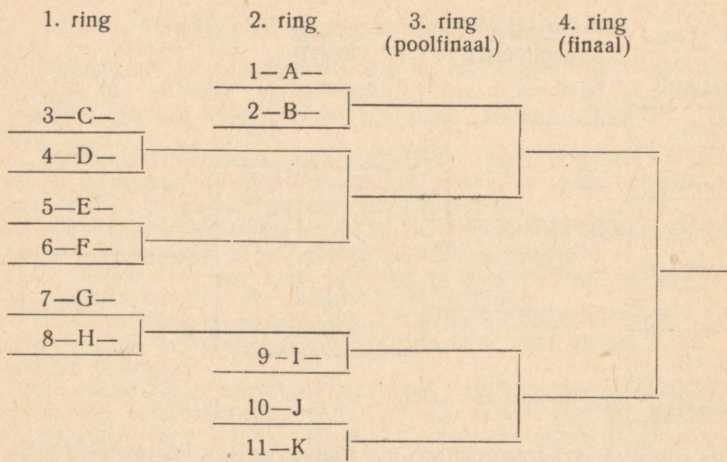 1. ring 2. ring 3. ring 4. ring
(poolfinaal) (finaal)
1—A—
2—B—
3—C—
4—D—
5—E—
6—F—
7—G—
8—H—
9–I—
10—J
11—K